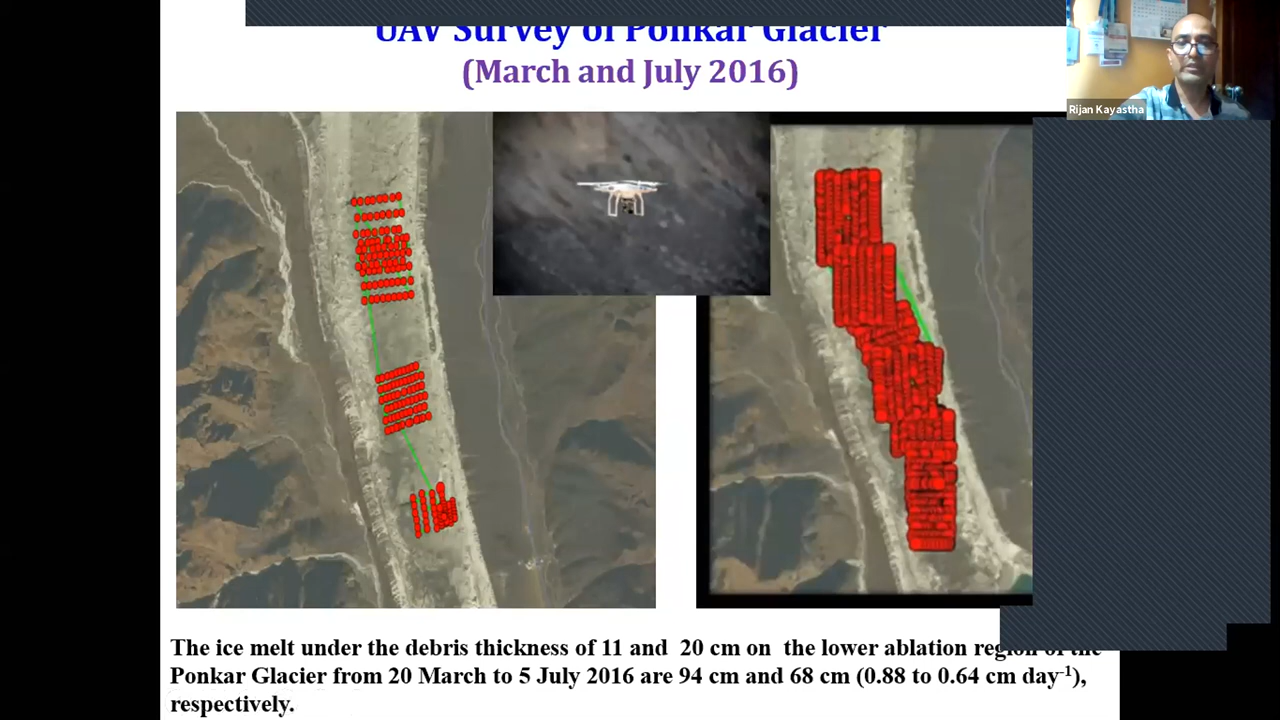 UAV Survey of Ponkar Glacier
(March and July 2016)
Rijan Kayastha
The ice melt under the debris thickness of 11 and 20 cm on the lower ablation region of the
Ponkar Glacier from 20 March to 5 July 2016 are 94 cm and 68 cm (0.88 to 0.64 cm day-1),
respectively.